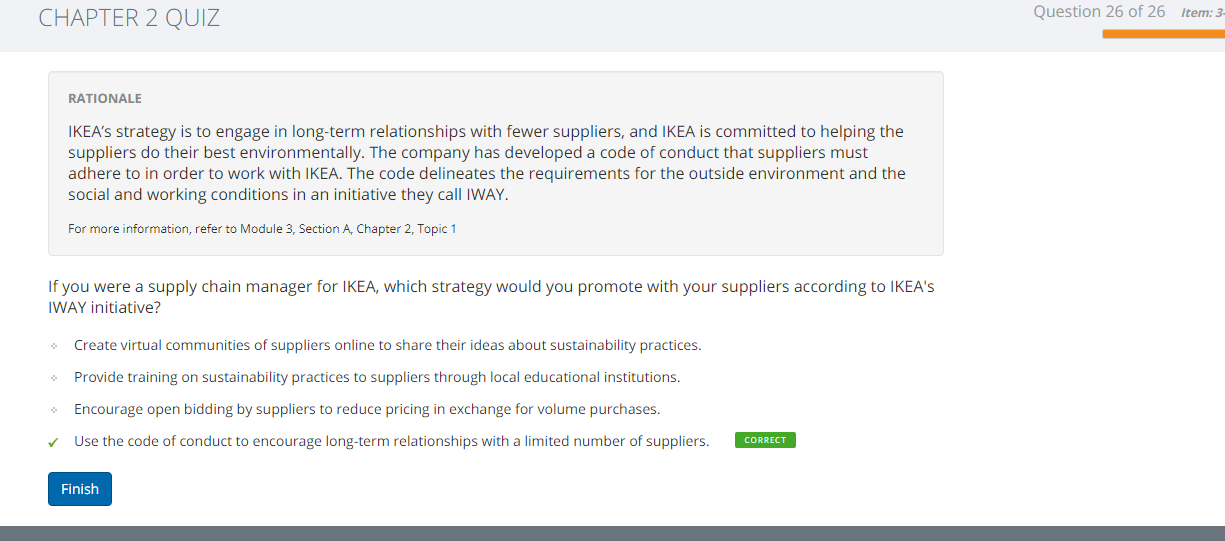 CHAPTER 2 QUIZ
Question 26 of 26 Item: 3-
RATIONALE
IKEA’s strategy is to engage in long-term relationships with fewer suppliers, and IKEA is committed to helping the
suppliers do their best environmentally. The company has developed a code of conduct that suppliers must
adhere to in order to work with IKEA. The code delineates the requirements for the outside environment and the
social and working conditions in an initiative they call IWAY.
For more information, refer to Module 3, Section A, Chapter 2, Topic 1
If you were a supply chain manager for IKEA, which strategy would you promote with your suppliers according to IKEA's
IWAY initiative?
Create virtual communities of suppliers online to share their ideas about sustainability practices.
Provide training on sustainability practices to suppliers through local educational institutions.
Encourage open bidding by suppliers to reduce pricing in exchange for volume purchases.
Use the code of conduct to encourage long-term relationships with a limited number of suppliers. CORRECT
Finish